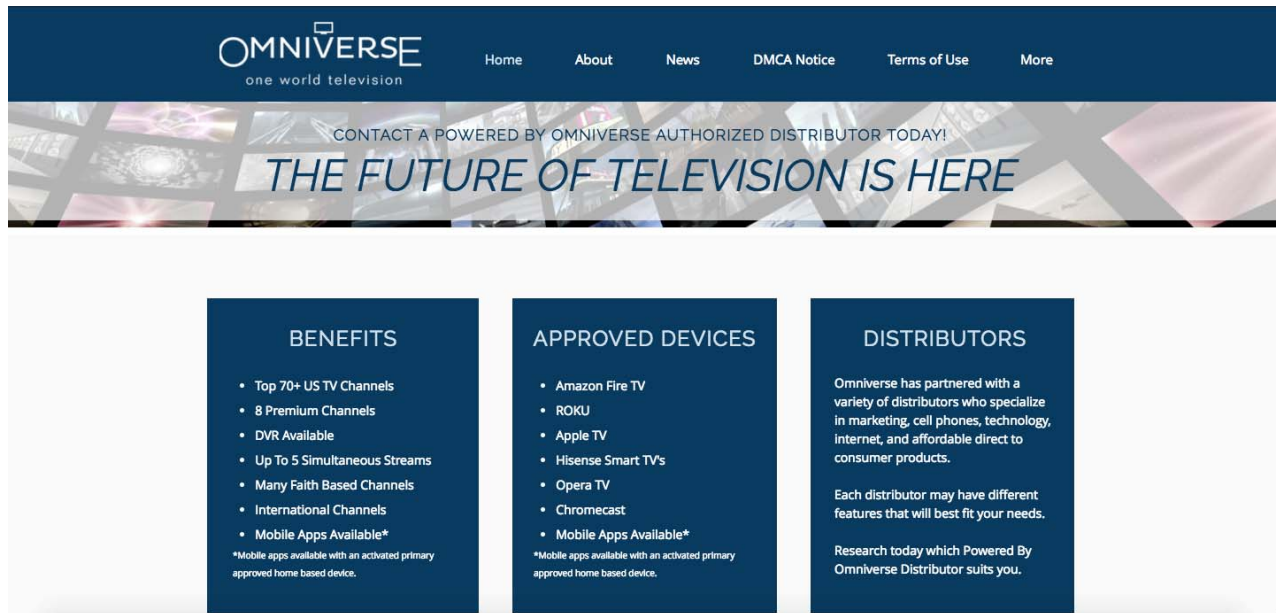 OMNIVERSE
one world television
Home About News DMCA Notice Terms of Use More
CONTACT A POWERED BY OMNIVERSE AUTHORIZED DISTRIBUTOR TODAY!
THE FUTURE OF TELEVISION IS HERE
BENEFITS
• Top 70+ US TV Channels
• 8 Premium Channels
• DVR Available
• Up To 5 Simultaneous Streams
• Many Faith Based Channels
• International Channels
• Mobile Apps Available*
*Mobile apps available with an activated primary
approved home based device.
APPROVED DEVICES
• Amazon Fire TV
• ROKU
• Apple TV
• Hisense Smart TV's
• Opera TV
• Chromecast
• Mobile Apps Available*
*Mobile apps available with an activated primary
approved home based device.
DISTRIBUTORS
Omniverse has partnered with a
variety of distributors who specialize
in marketing, cell phones, technology,
internet, and affordable direct to
consumer products.
Each distributor may have different
features that will best fit your needs.
Research today which Powered By
Omniverse Distributor suits you.